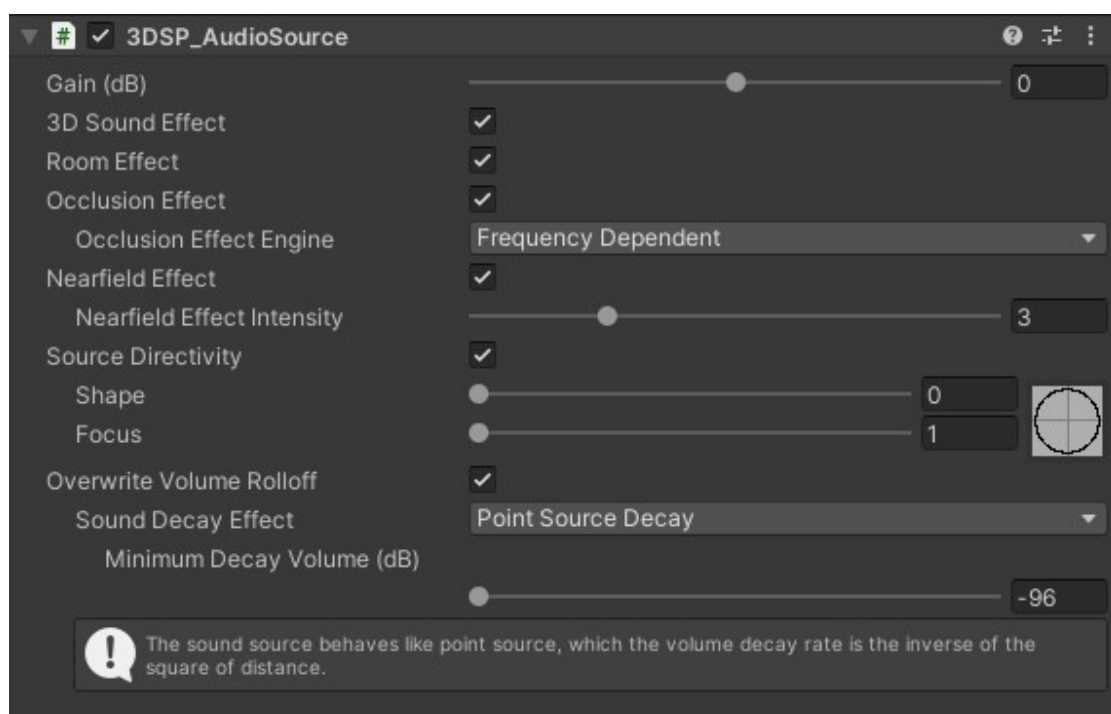 # 3DSP_AudioSource
Gain (dB) 0
3D Sound Effect
Room Effect
Occlusion Effect
Occlusion Effect Engine Frequency Dependent
Nearfield Effect
Nearfield Effect Intensity 3
Source Directivity
Shape 0
Focus 1
Overwrite Volume Rolloff
Sound Decay Effect Point Source Decay
Minimum Decay Volume (dB)
-96
The sound source behaves like point source, which the volume decay rate is the inverse of the
square of distance.